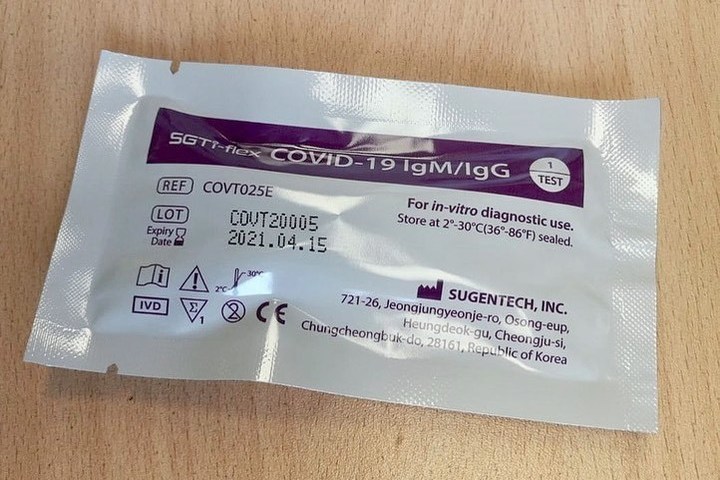 SGTi-flex COVID-19 IgM/IgG
1
TEST
REF COVT025E
For in-vitro diagnostic use.
Store at 2°-30°C(36°-86°F) sealed.
LOT COVT20005
Expiry
Date 2021.04.15
2°C 30°C
IVD Σ 1 2 CE
SUGENTECH, INC.
721-26, Jeongjungyeonje-ro, Osong-eup,
Heungdeok-gu, Cheongju-si,
Chungcheongbuk-do, 28161, Republic of Korea